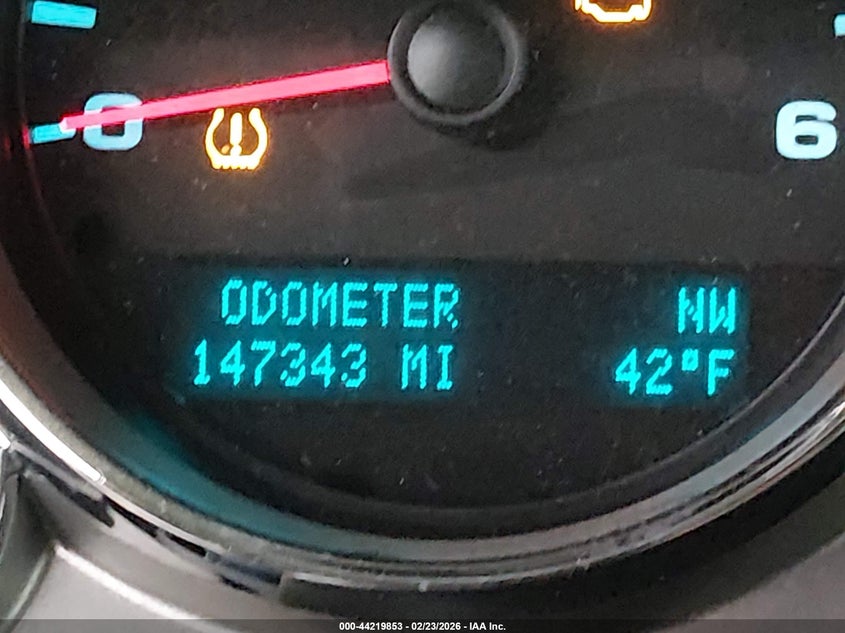 0
6
ODOMETER NW
147343 MI 42°F
000-44219853 - 02/23/2026 - IAA Inc.